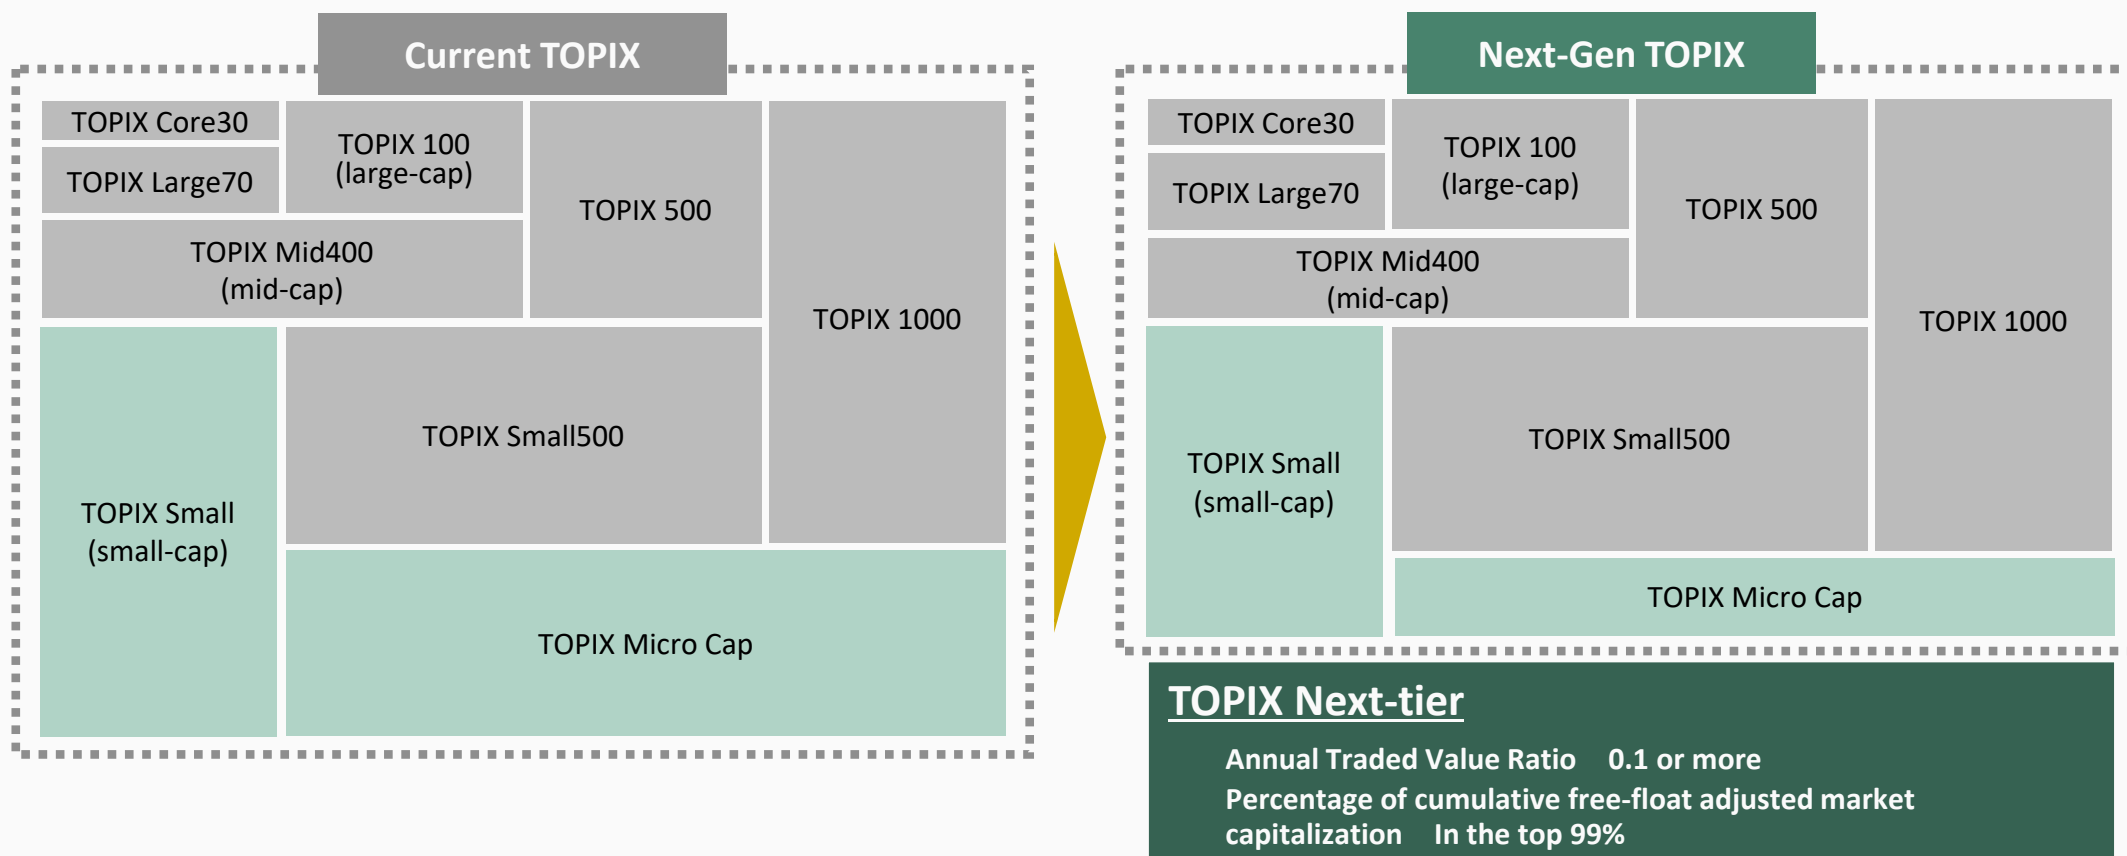 Current TOPIX
TOPIX Core30
TOPIX Large70
TOPIX 100
(large-cap)
TOPIX Mid400
(mid-cap)
TOPIX 500
TOPIX 1000
TOPIX Small
(small-cap)
TOPIX Small500
TOPIX Micro Cap
Next-Gen TOPIX
TOPIX Core30
TOPIX Large70
TOPIX 100
(large-cap)
TOPIX Mid400
(mid-cap)
TOPIX 500
TOPIX 1000
TOPIX Small
(small-cap)
TOPIX Small500
TOPIX Micro Cap
TOPIX Next-tier
Annual Traded Value Ratio 0.1 or more
Percentage of cumulative free-float adjusted market
capitalization In the top 99%